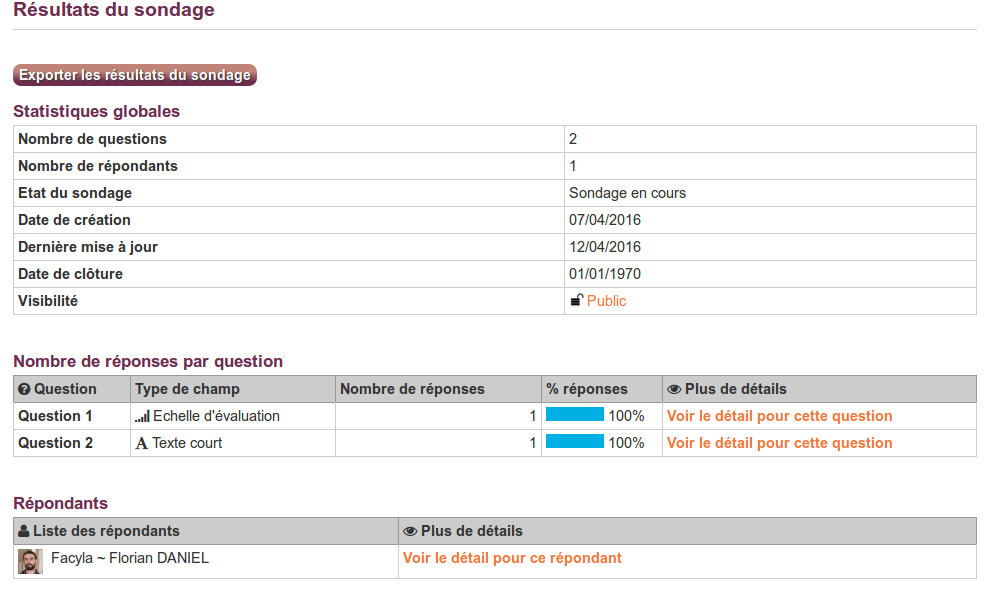 Résultats du sondage
Exporter les résultats du sondage
Statistiques globales
Nombre de questions 2
Nombre de répondants 1
Etat du sondage Sondage en cours
Date de création 07/04/2016
Dernière mise à jour 12/04/2016
Date de clôture 01/01/1970
Visibilité Public
Nombre de réponses par question
Question Type de champ Nombre de réponses % réponses Plus de détails
Question 1 Echelle d'évaluation 1 100% Voir le détail pour cette question
Question 2 Texte court 1 100% Voir le détail pour cette question
Répondants
Liste des répondants Plus de détails
Facyla ~ Florian DANIEL Voir le détail pour ce répondant